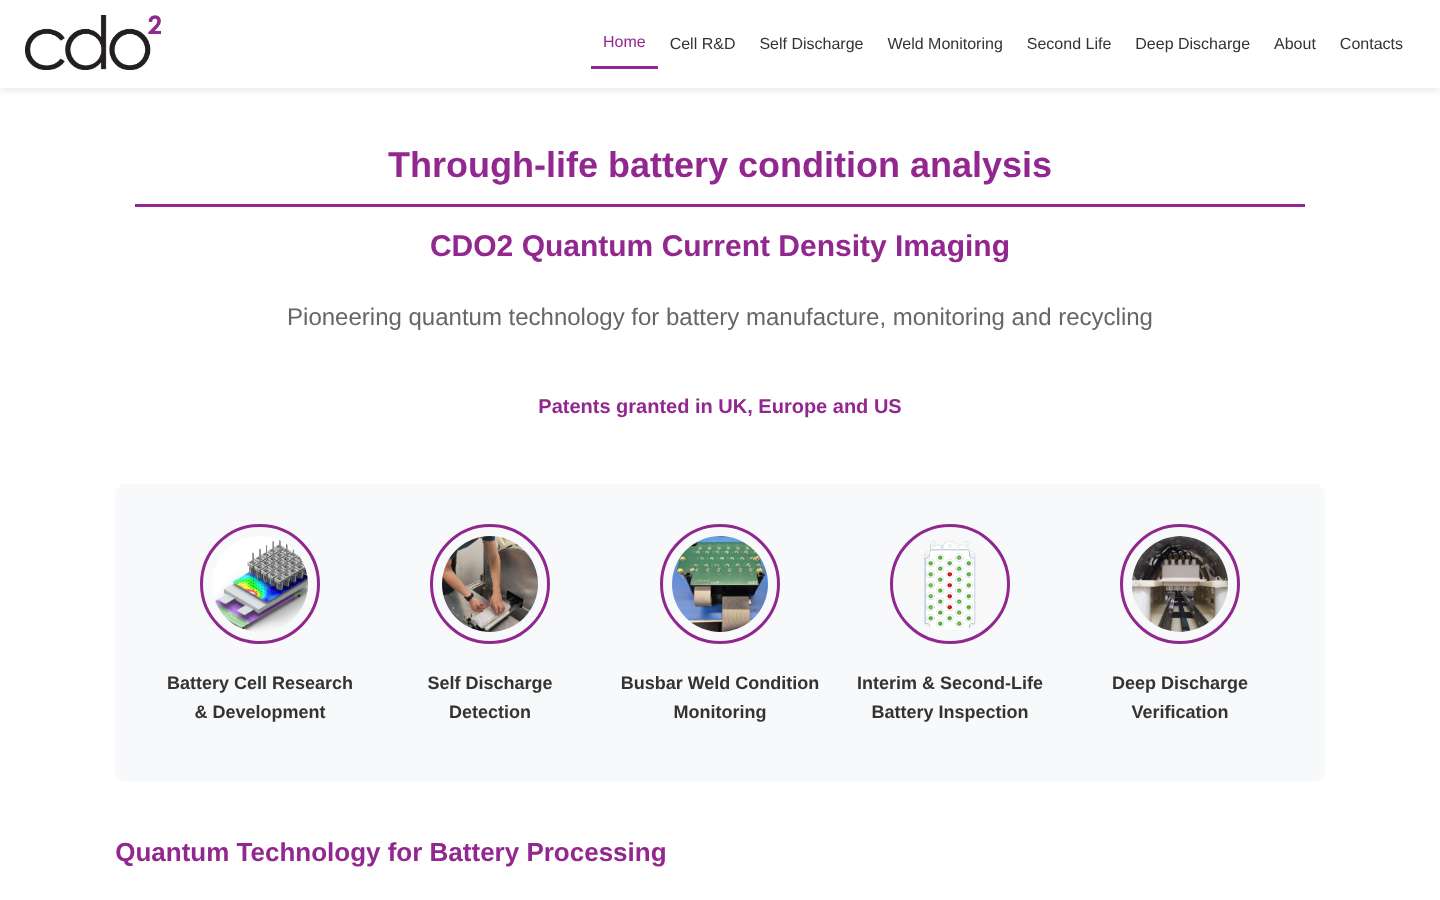 cdo2
Home Cell R&D Self Discharge Weld Monitoring Second Life Deep Discharge About Contacts
Through-life battery condition analysis
CDO2 Quantum Current Density Imaging
Pioneering quantum technology for battery manufacture, monitoring and recycling
Patents granted in UK, Europe and US
Battery Cell Research
& Development
Self Discharge
Detection
Busbar Weld Condition
Monitoring
Interim & Second-Life
Battery Inspection
Deep Discharge
Verification
Quantum Technology for Battery Processing